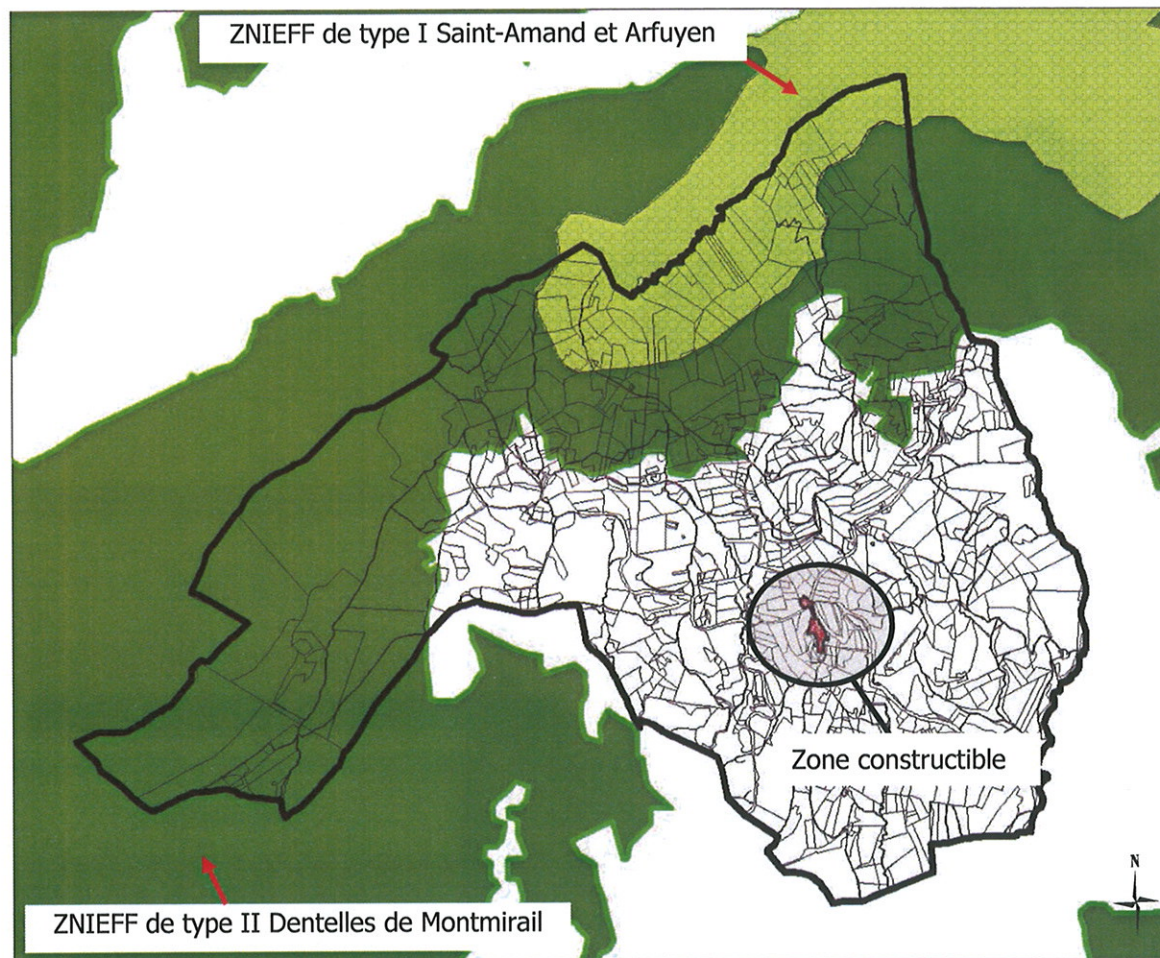 ZNIEFF de type I Saint-Amand et Arfuyen
Zone constructible
N
ZNIEFF de type II Dentelles de Montmirail